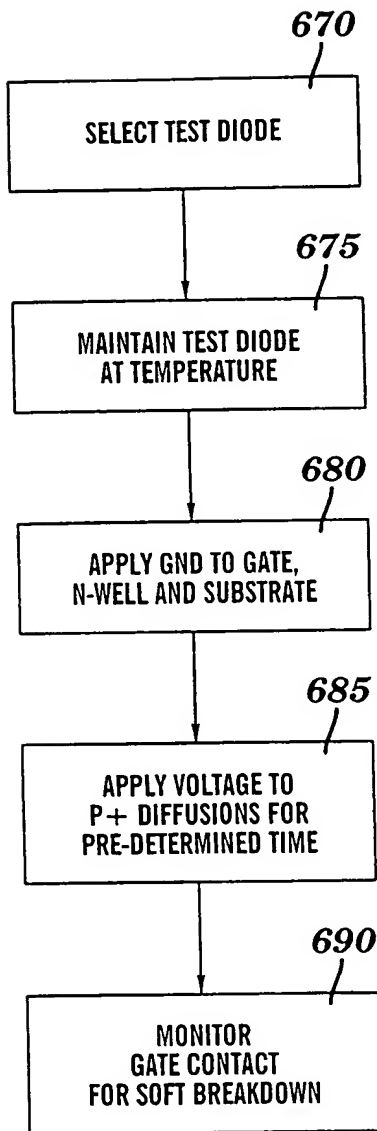 670
SELECT TEST DIODE
675
MAINTAIN TEST DIODE
AT TEMPERATURE
680
APPLY GND TO GATE,
N-WELL AND SUBSTRATE
685
APPLY VOLTAGE TO
P+ DIFFUSIONS FOR
PRE-DETERMINED TIME
690
MONITOR
GATE CONTACT
FOR SOFT BREAKDOWN